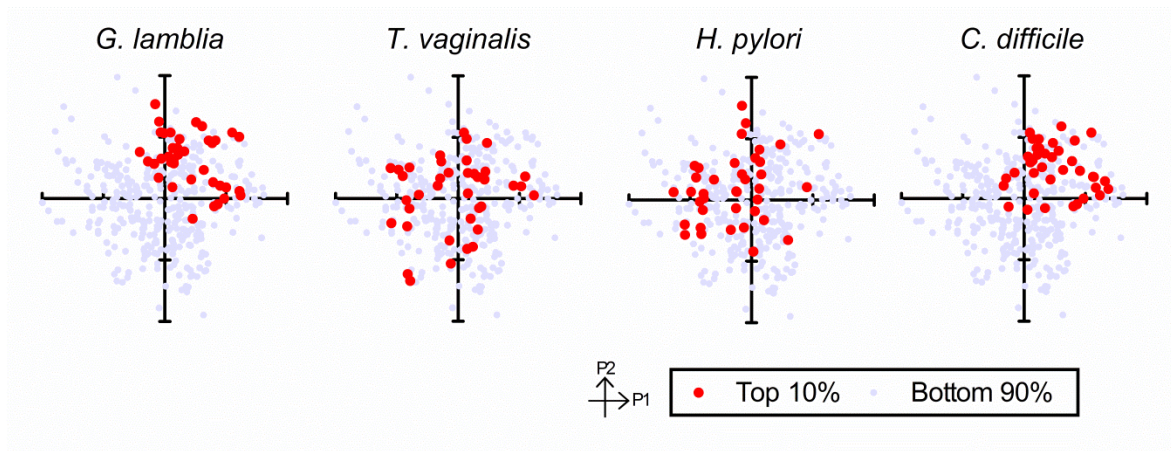 G. lamblia T. vaginalis H. pylori C. difficile
P2
P1
Top 10% Bottom 90%